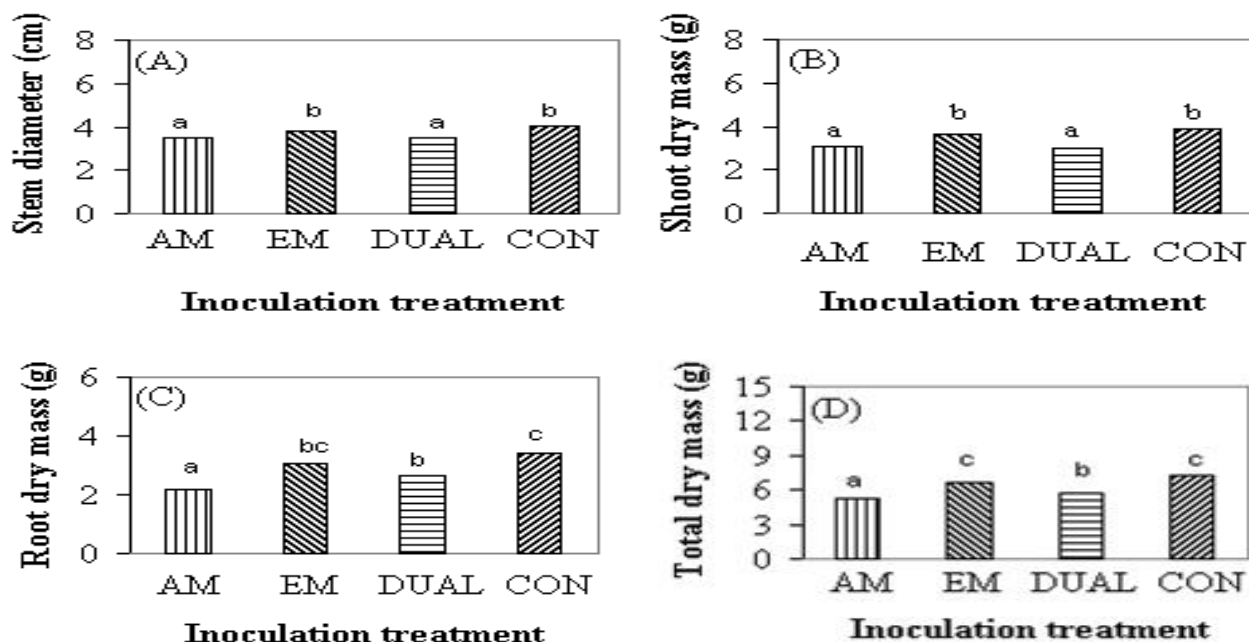 Stem diameter (cm)
8
6
4
2
0
(A)
a
b
a
b
AM EM DUAL CON
Inoculation treatment
Shoot dry mass (g)
8
6
4
2
0
(B)
a
b
a
b
AM EM DUAL CON
Inoculation treatment
Root dry mass (g)
6
4
2
0
(C)
a
bc
b
c
AM EM DUAL CON
Inoculation treatment
Total dry mass (g)
15
12
9
6
3
0
(D)
a
c
b
c
AM EM DUAL CON
Inoculation treatment